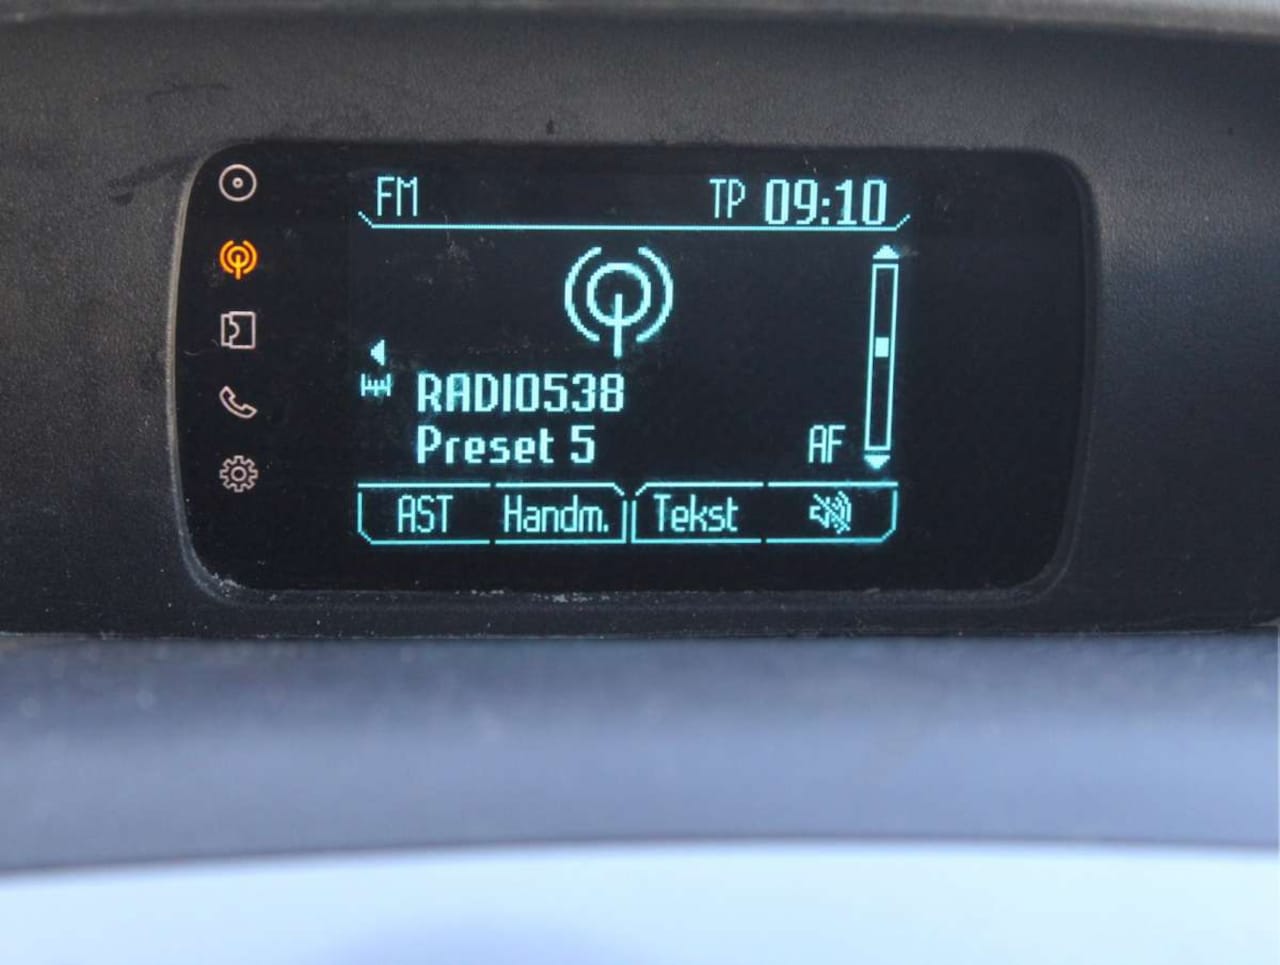 FM TP 09:10
RADIO538
Preset 5 AF
AST Handm. Tekst